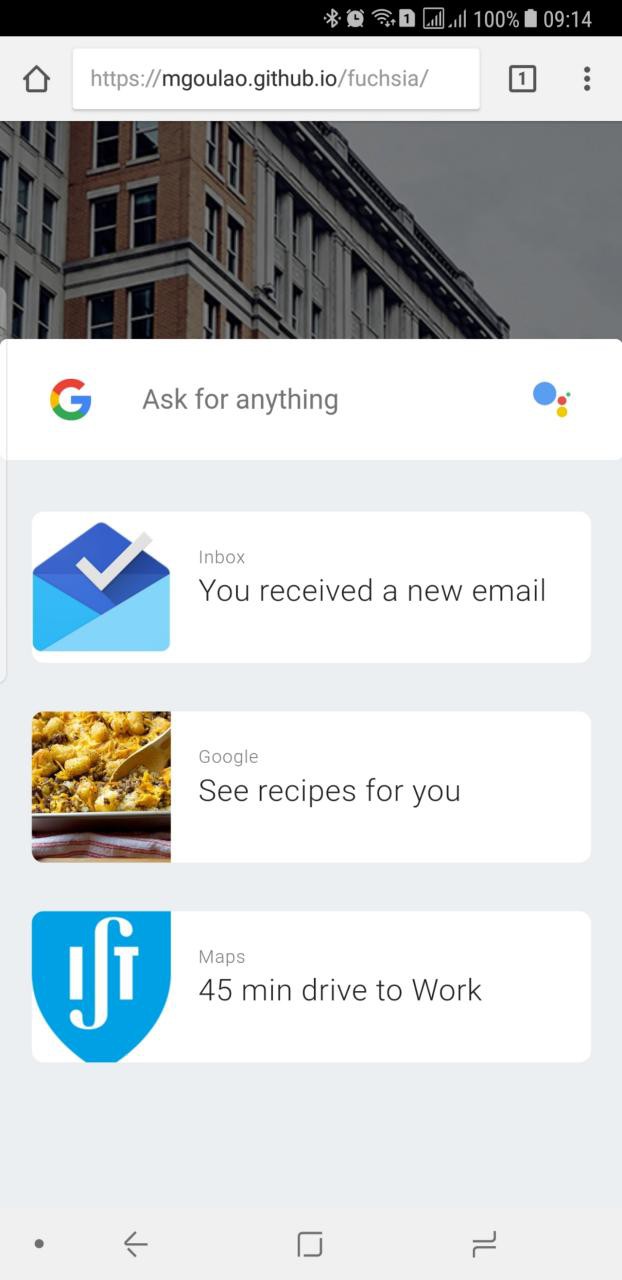 1 100% 09:14
https://mgoulao.github.io/fuchsia/ 1
G Ask for anything
Inbox
You received a new email
Google
See recipes for you
IST
Maps
45 min drive to Work